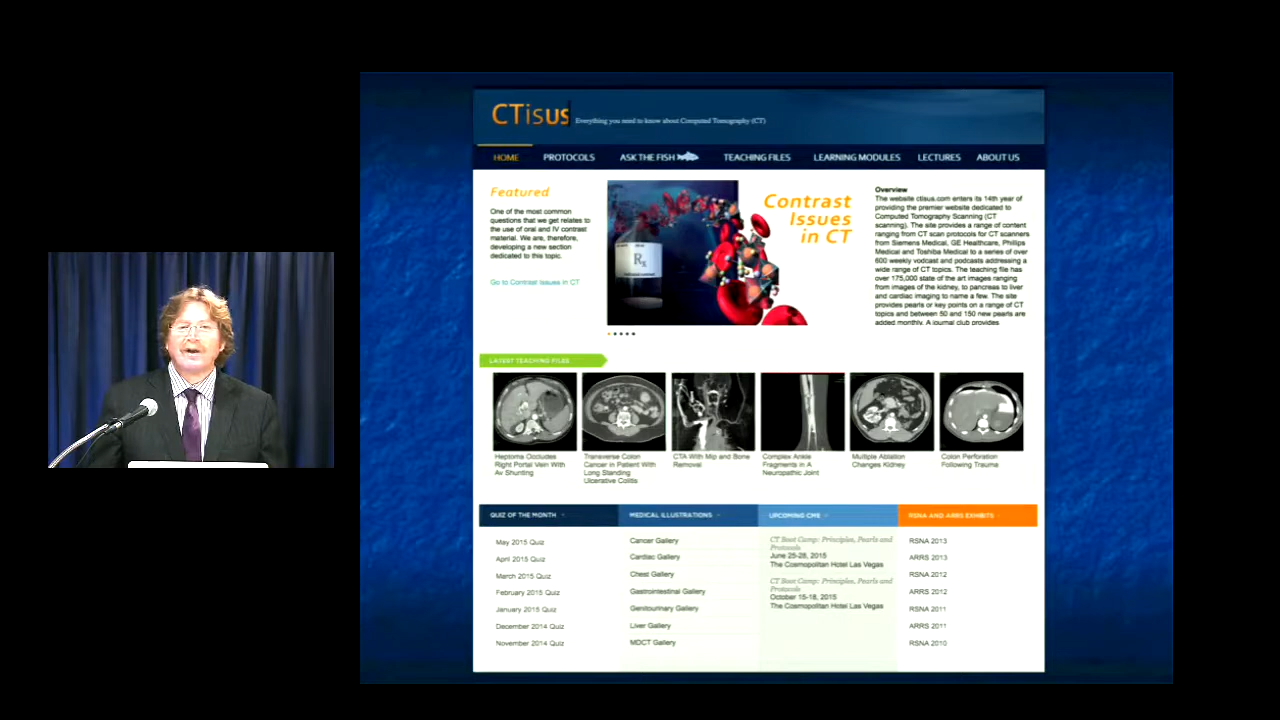 CTisus
Everything you need to know about Computed Tomography (CT)
HOME
PROTOCOLS
ASK THE FISH
TEACHING FILES
LEARNING MODULES
LECTURES
ABOUT US
Featured
One of the most common
questions that we get relates to
the use of oral and IV contrast
material. We are, therefore,
developing a new section
dedicated to this topic.
Go to Contrast Issues in CT
Rx
Contrast
Issues
in CT
Overview
The website ctisus.com enters its 14th year of
providing the premier website dedicated to
Computed Tomography Scanning (CT
scanning). The site provides a range of content
ranging from CT scan protocols for CT scanners
from Siemens Medical, GE Healthcare, Phillips
Medical and Toshiba Medical to a series of over
600 weekly vodcast and podcasts addressing a
wide range of CT topics. The teaching file has
over 175,000 state of the art images ranging
from images of the kidney, to pancreas to liver
and cardiac imaging to name a few. The site
provides pearls or key points on a range of CT
topics and between 50 and 150 new pearls are
added monthly. A journal club provides
LATEST TEACHING FILES
Heptoma Occludes
Right Portal Vein With
Av Shunting
Transverse Colon
Cancer in Patient With
Long Standing
Ulcerative Colitis
CTA With Mip and Bone
Removal
Complex Ankle
Fragments in A
Neuropathic Joint
Multiple Ablation
Changes Kidney
Colon Perforation
Following Trauma
QUIZ OF THE MONTH
May 2015 Quiz
April 2015 Quiz
March 2015 Quiz
February 2015 Quiz
January 2015 Quiz
December 2014 Quiz
November 2014 Quiz
MEDICAL ILLUSTRATIONS
Cancer Gallery
Cardiac Gallery
Chest Gallery
Gastrointestinal Gallery
Genitourinary Gallery
Liver Gallery
MDCT Gallery
UPCOMING CME
CT Boot Camp: Principles, Pearls and
Protocols
June 25-28, 2015
The Cosmopolitan Hotel Las Vegas
CT Boot Camp: Principles, Pearls and
Protocols
October 15-18, 2015
The Cosmopolitan Hotel Las Vegas
RSNA AND ARRS EXHIBITS
RSNA 2013
ARRS 2013
RSNA 2012
ARRS 2012
RSNA 2011
ARRS 2011
RSNA 2010